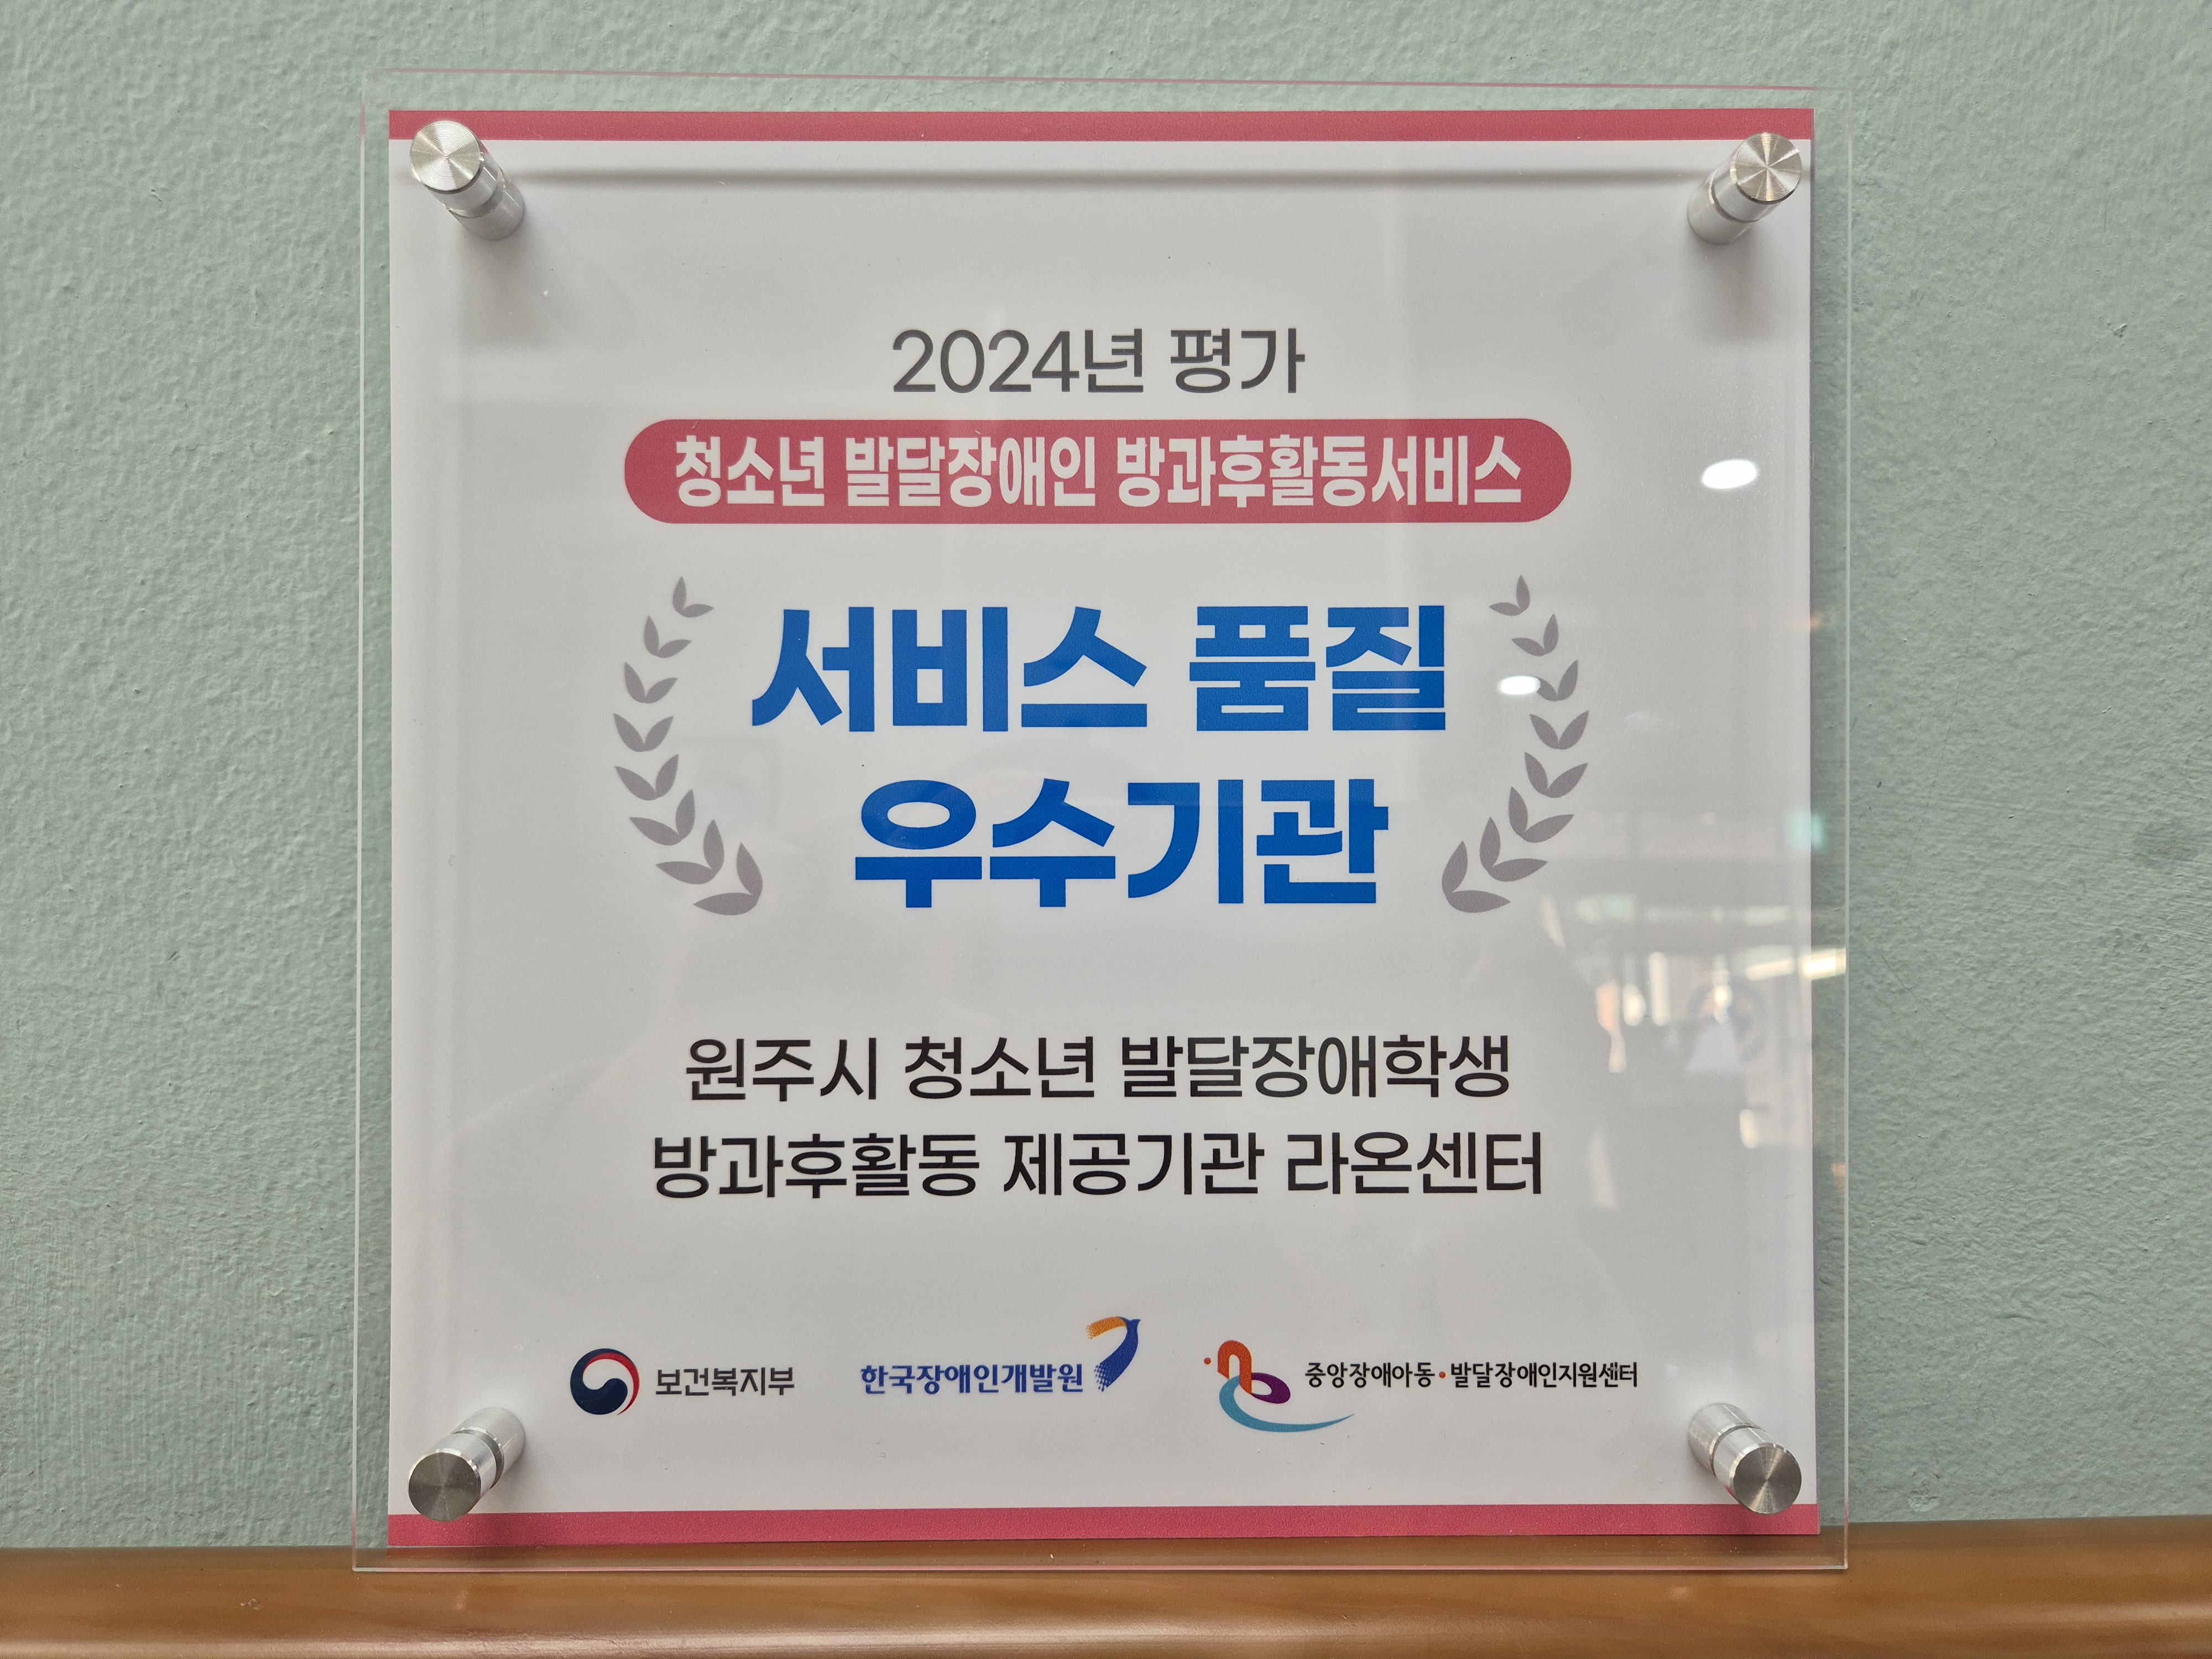 2024년 평가
청소년 발달장애인 방과후활동서비스
서비스 품질
우수기관
원주시 청소년 발달장애학생
방과후활동 제공기관 라온센터
보건복지부 한국장애인개발원 중앙장애아동·발달장애인지원센터